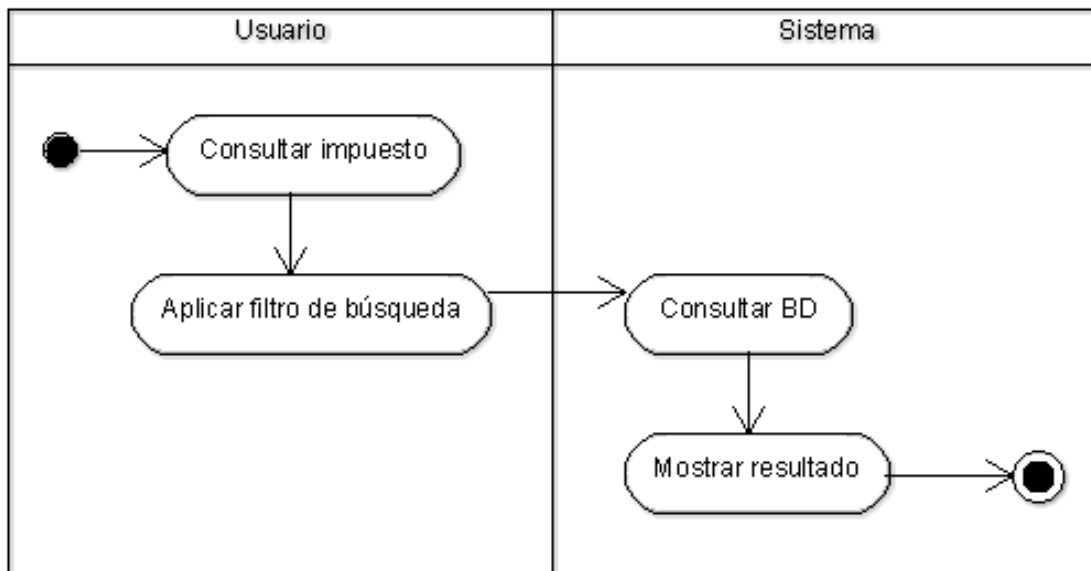 Usuario
Sistema
Consultar impuesto
Aplicar filtro de búsqueda
Consultar BD
Mostrar resultado